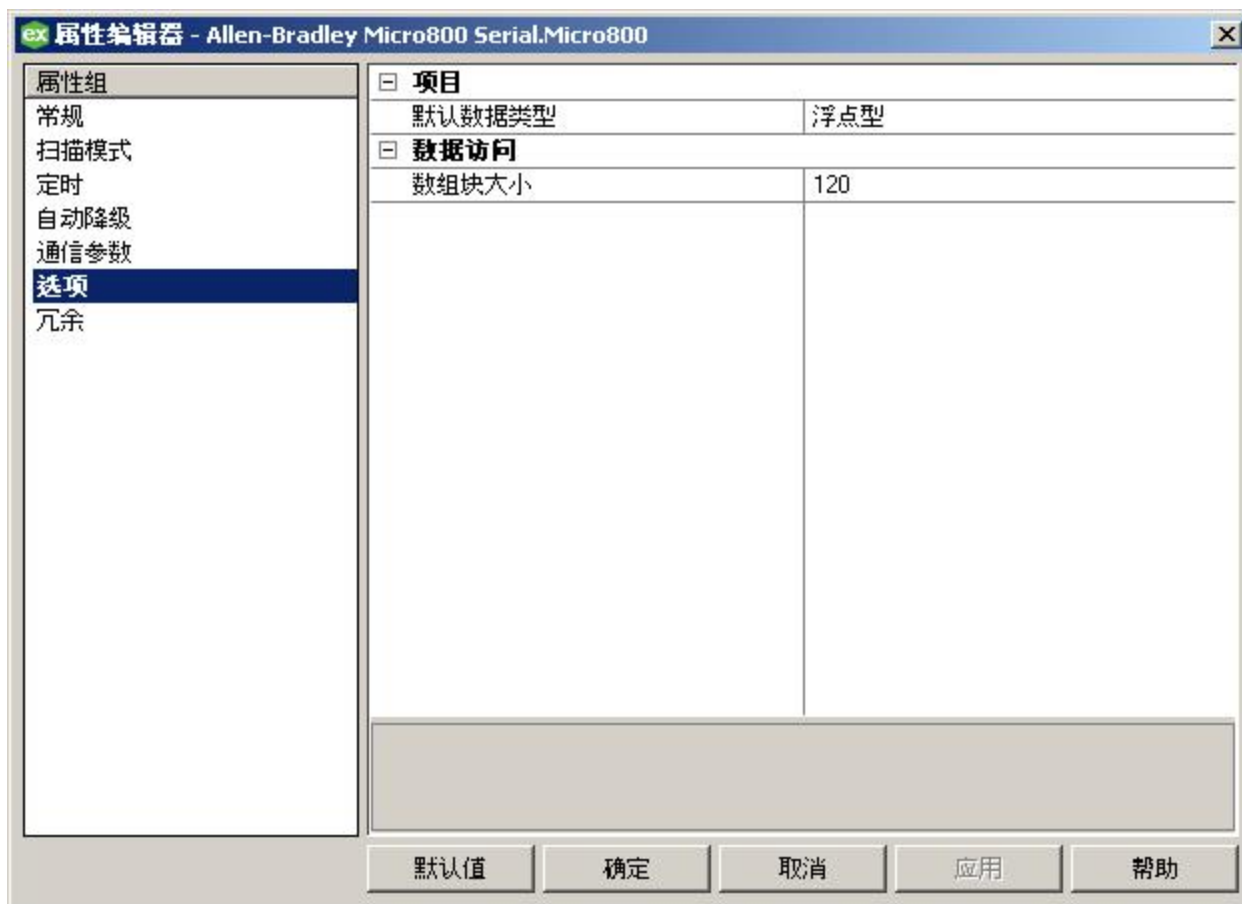 ex 属性编辑器 - Allen-Bradley Micro800 Serial.Micro800
属性组
常规
扫描模式
定时
自动降级
通信参数
选项
冗余
项目
默认数据类型 浮点型
数据访问
数组块大小 120
默认值 确定 取消 应用 帮助